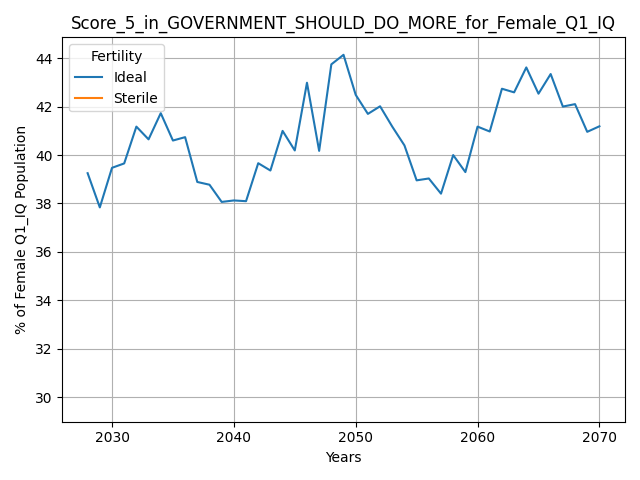 Score_5_in_GOVERNMENT_SHOULD_DO_MORE_for_Female_Q1_IQ
Fertility
Ideal
Sterile
% of Female Q1_IQ Population
44
42
40
38
36
34
32
30
2030 2040 2050 2060 2070
Years